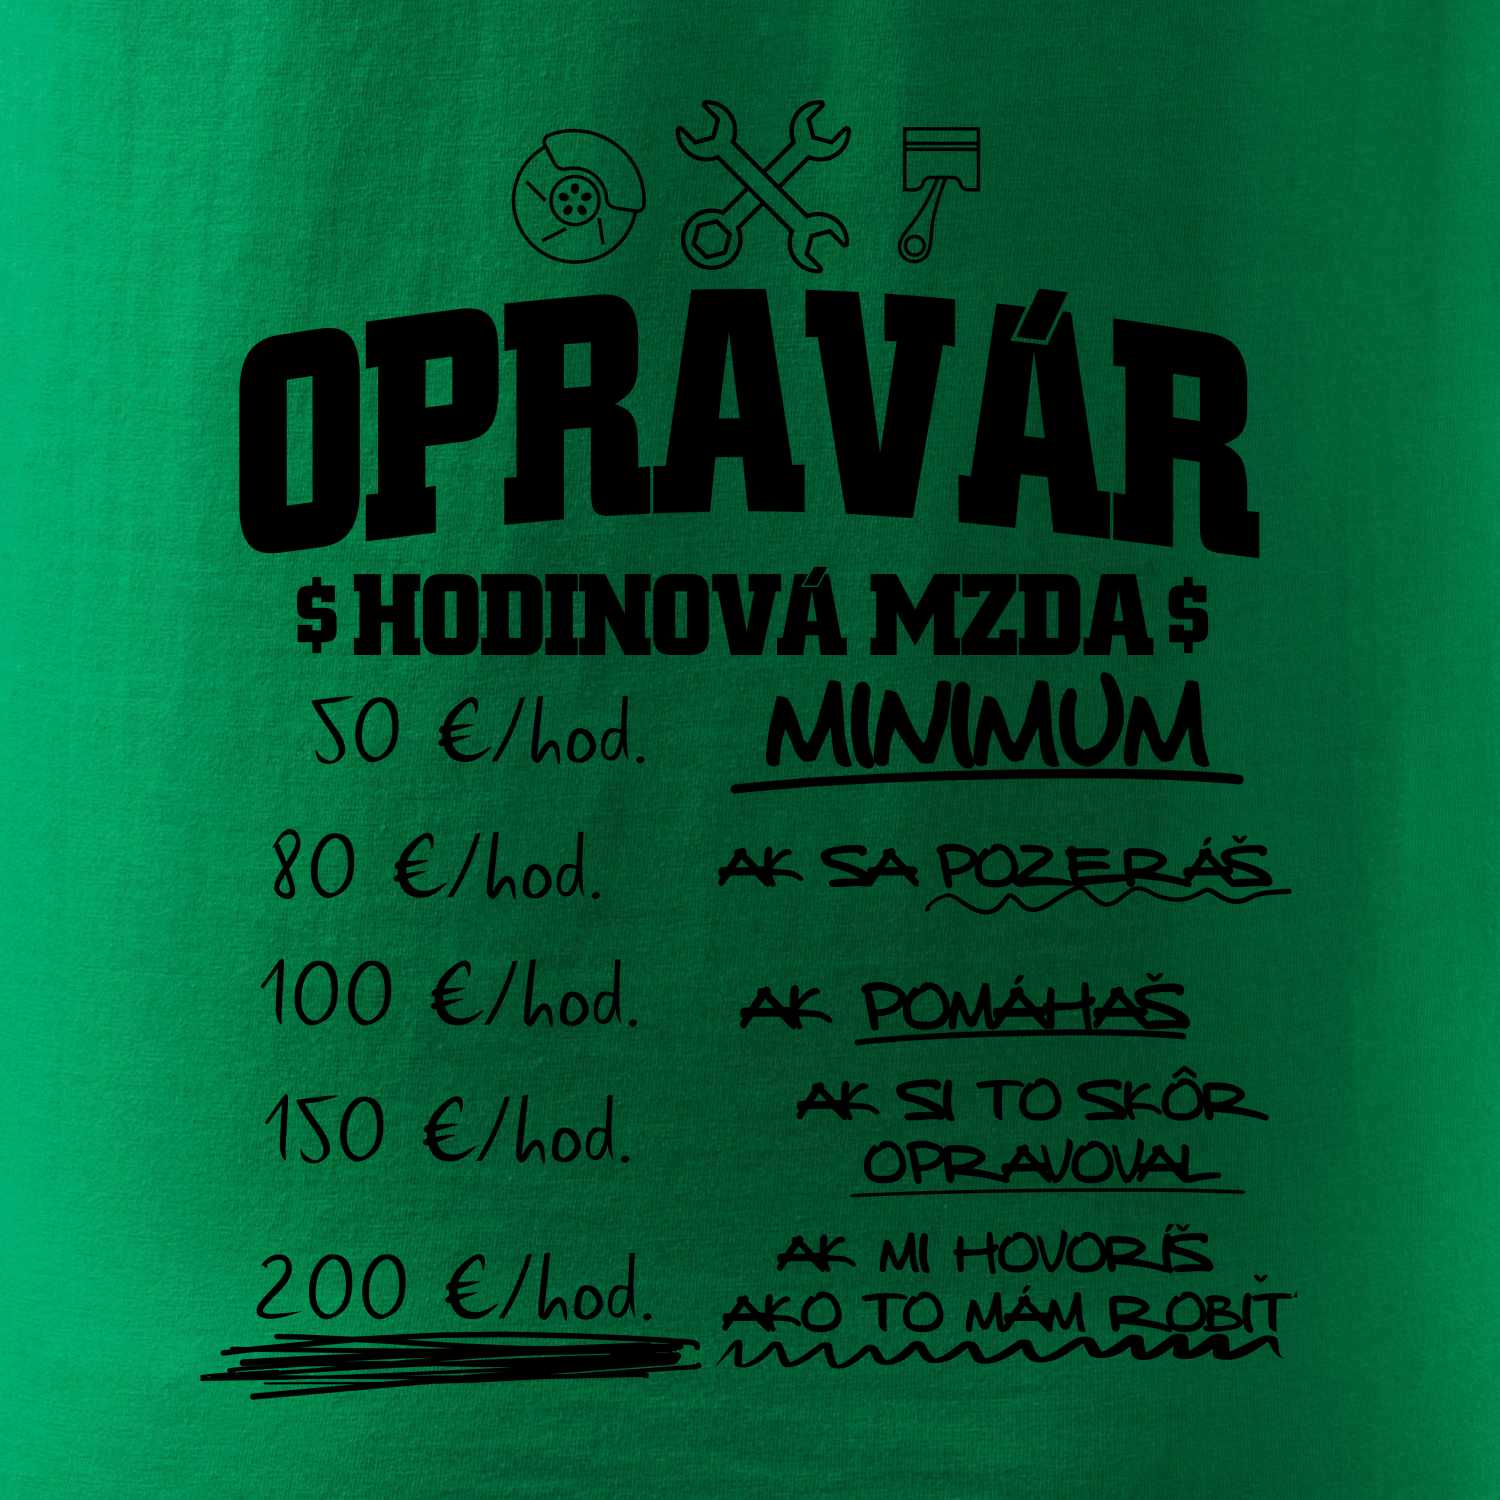 OPRAVÁR
$ HODINOVÁ MZDA $
50 €/hod. MINIMUM
80 €/hod. AK SA POZERÁŠ
100 €/hod. AK POMÁHAŠ
150 €/hod. AK SI TO SKÔR
OPRAVOVAL
200 €/hod. AK MI HOVORÍŠ
AKO TO MÁM ROBIŤ